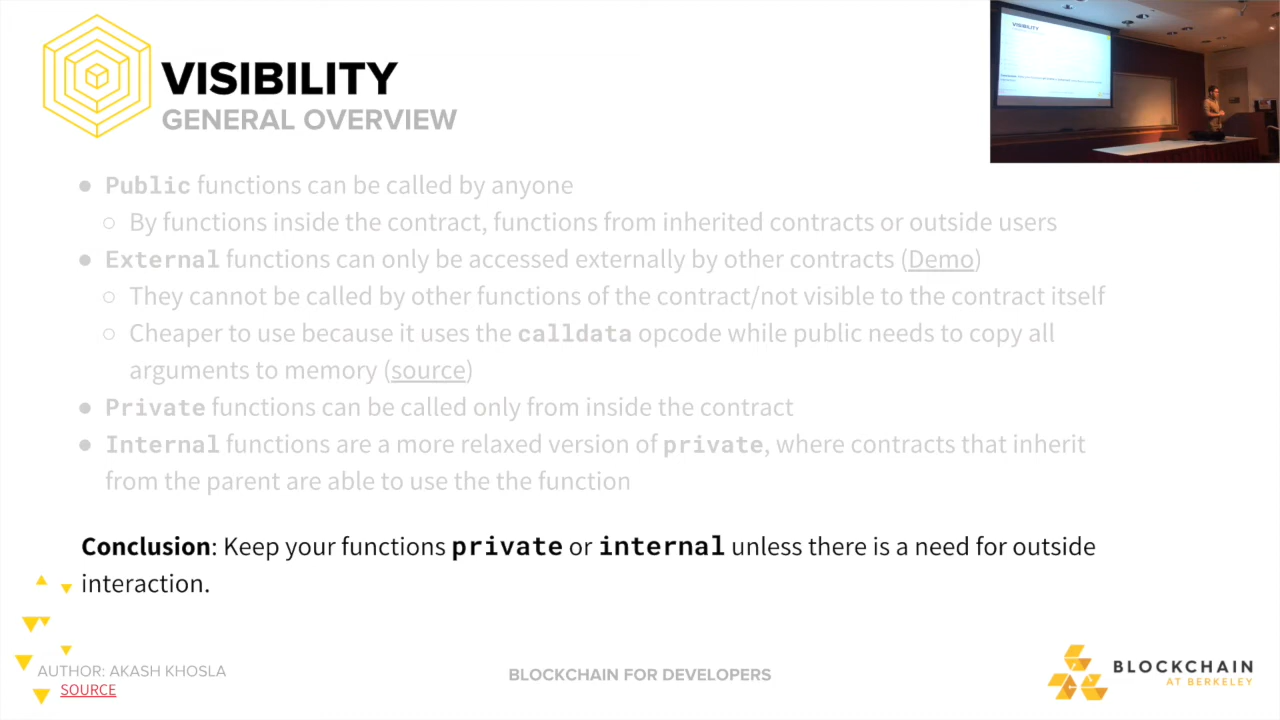 VISIBILITY
GENERAL OVERVIEW
● Public functions can be called by anyone
○ By functions inside the contract, functions from inherited contracts or outside users
● External functions can only be accessed externally by other contracts (Demo)
○ They cannot be called by other functions of the contract/not visible to the contract itself
○ Cheaper to use because it uses the calldata opcode while public needs to copy all
arguments to memory (source)
● Private functions can be called only from inside the contract
● Internal functions are a more relaxed version of private, where contracts that inherit
from the parent are able to use the the function
Conclusion: Keep your functions private or internal unless there is a need for outside
interaction.
AUTHOR: AKASH KHOSLA
SOURCE
BLOCKCHAIN FOR DEVELOPERS
BLOCKCHAIN
AT BERKELEY
VISIBILITY